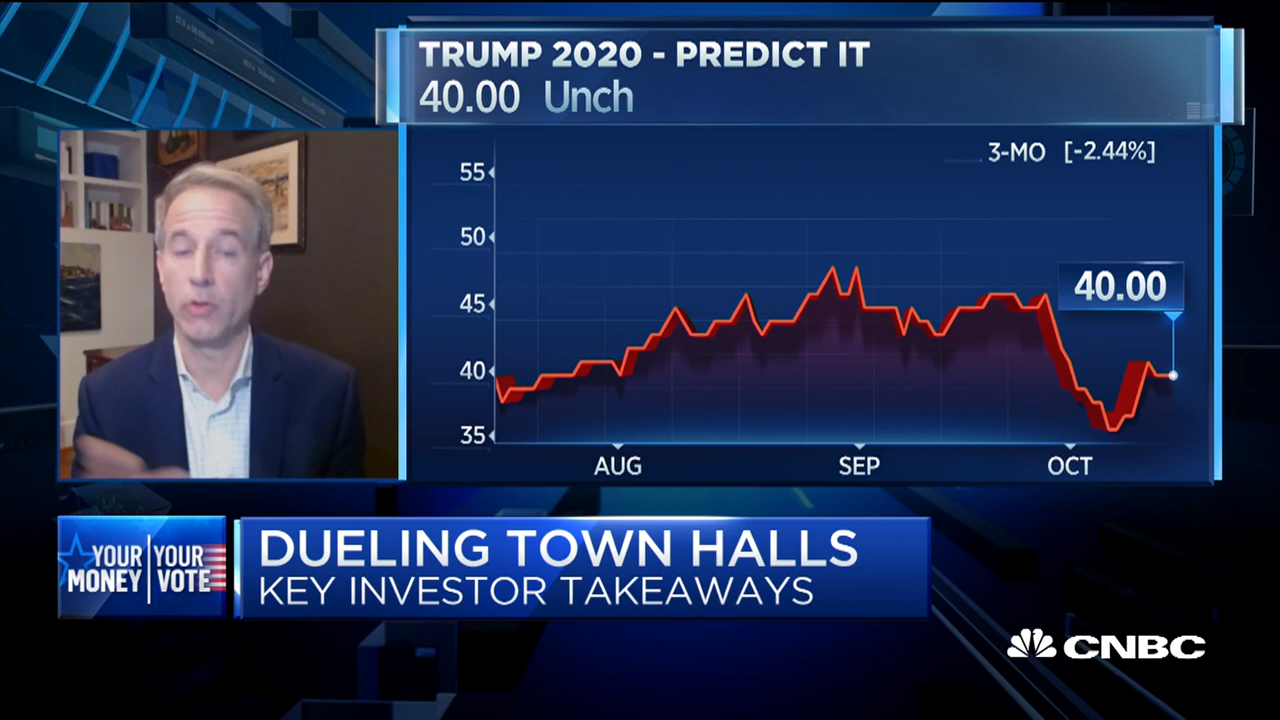 TRUMP 2020 - PREDICT IT
40.00 Unch
3-MO [-2.44%]
55
50
45
40
35
40.00
AUG SEP OCT
YOUR MONEY YOUR VOTE
DUELING TOWN HALLS
KEY INVESTOR TAKEAWAYS
CNBC